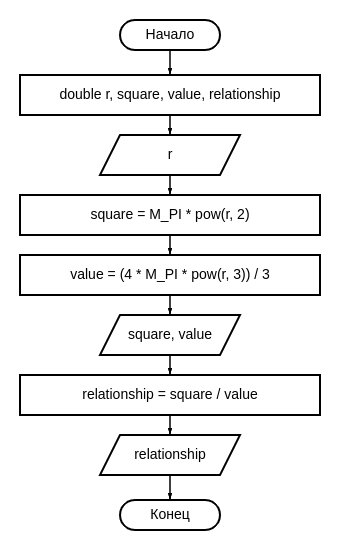 Начало
double r, square, value, relationship
r
square = M_PI * pow(r, 2)
value = (4 * M_PI * pow(r, 3)) / 3
square, value
relationship = square / value
relationship
Конец